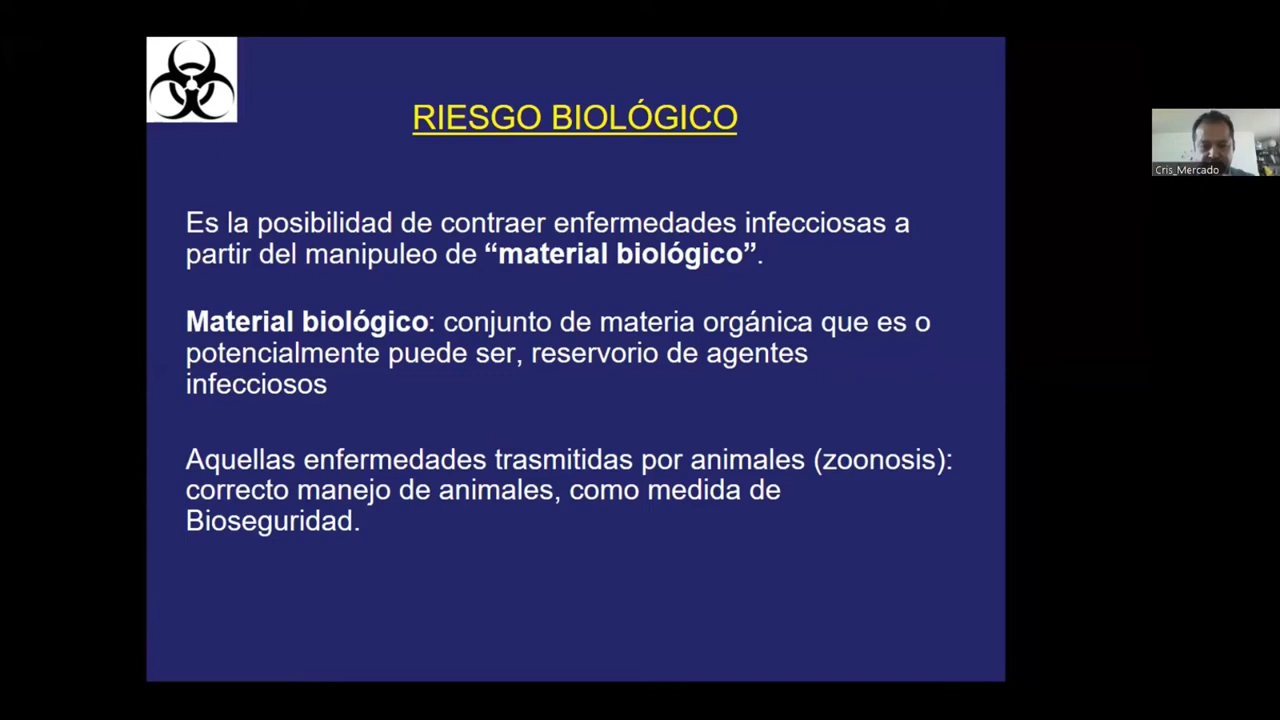 RIESGO BIOLÓGICO
Es la posibilidad de contraer enfermedades infecciosas a
partir del manipuleo de “material biológico”.
Material biológico: conjunto de materia orgánica que es o
potencialmente puede ser, reservorio de agentes
infecciosos
Aquellas enfermedades trasmitidas por animales (zoonosis):
correcto manejo de animales, como medida de
Bioseguridad.
Cris_Mercado